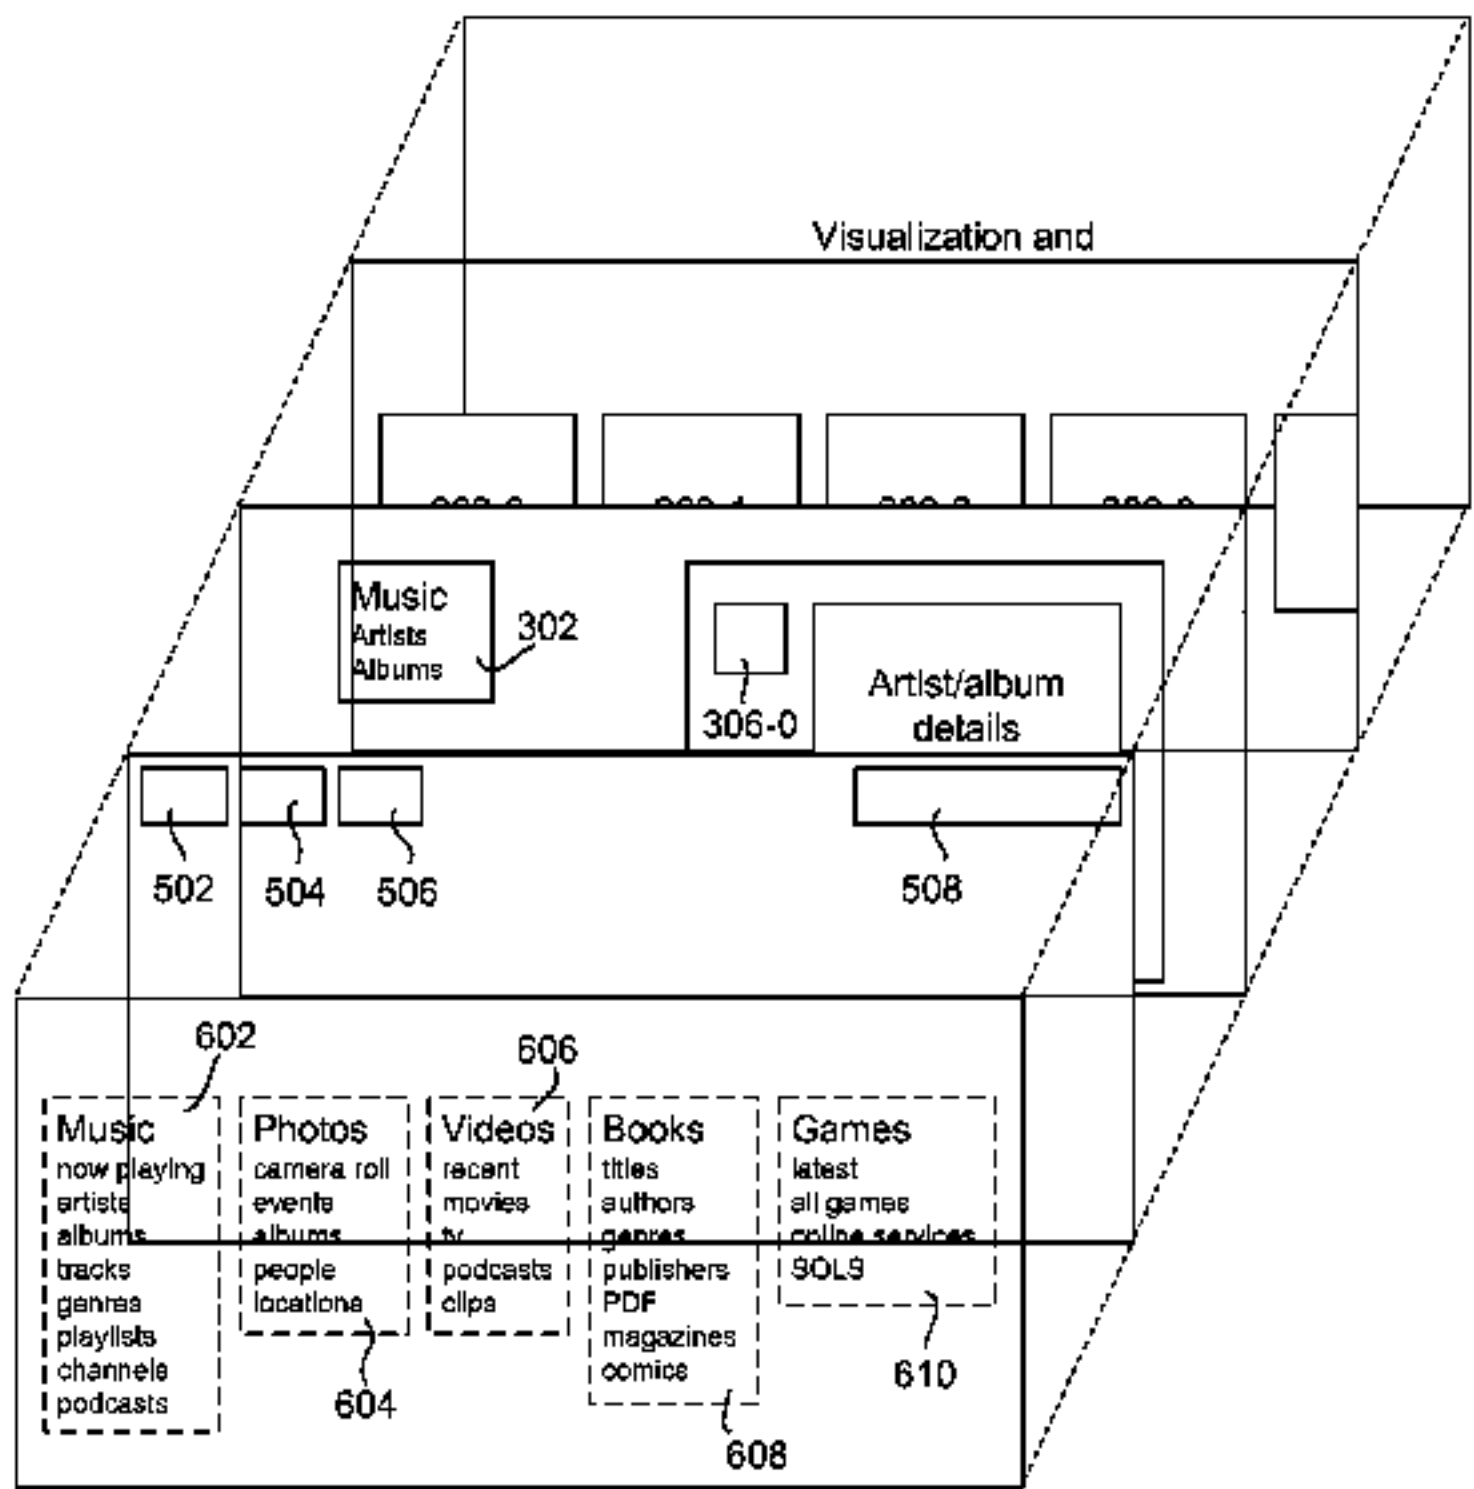 Visualization and
Music
Artists
Albums
302
306-0
Artist/album
details
502
504
506
508
602
606
Music
now playing
artists
albums
tracks
genres
playlists
channels
podcasts
Photos
camera roll
events
albums
people
locations
604
Videos
recent
movies
tv
podcasts
clips
Books
titles
authors
genres
publishers
PDF
magazines
comics
608
Games
latest
all games
online services
610